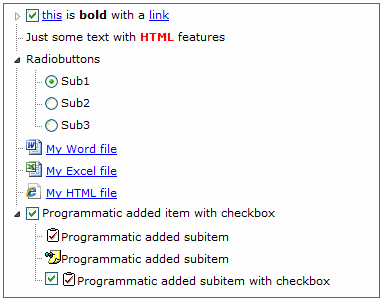 this is bold with a link
Just some text with HTML features
Radiobuttons
Sub1
Sub2
Sub3
My Word file
My Excel file
My HTML file
Programmatic added item with checkbox
Programmatic added subitem
Programmatic added subitem
Programmatic added subitem with checkbox